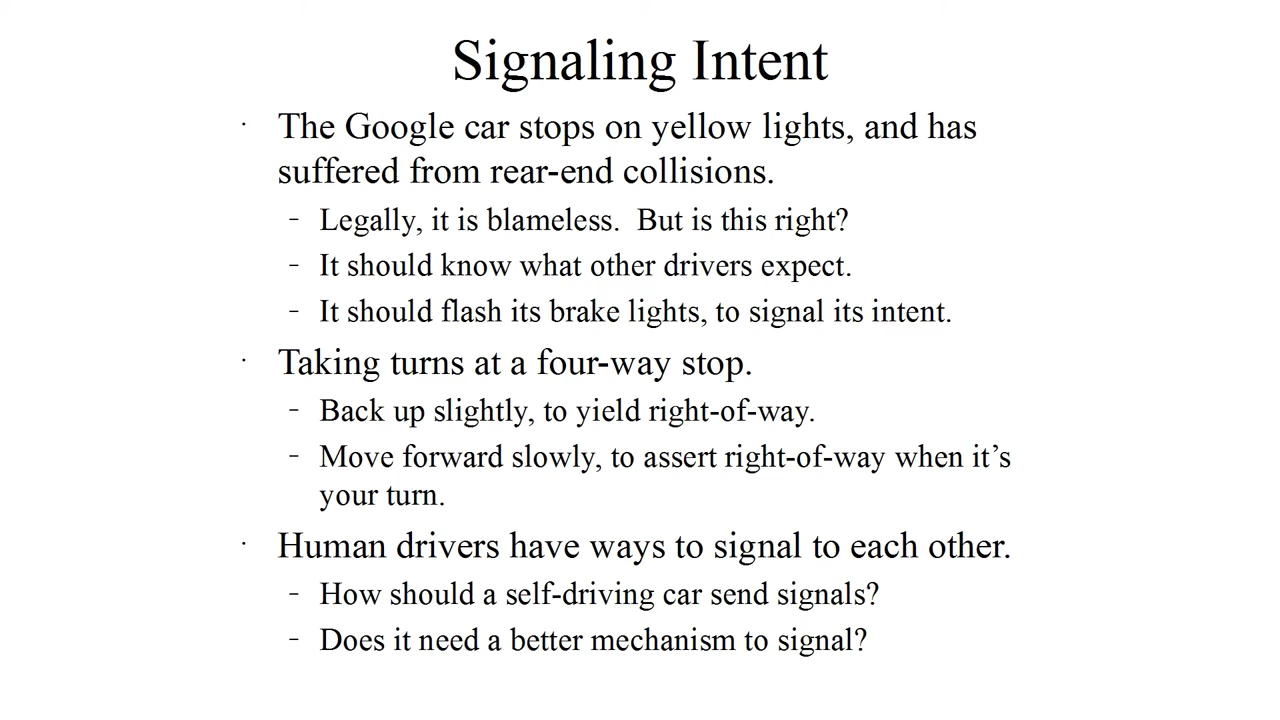 Signaling Intent
· The Google car stops on yellow lights, and has
suffered from rear-end collisions.
– Legally, it is blameless.  But is this right?
– It should know what other drivers expect.
– It should flash its brake lights, to signal its intent.
· Taking turns at a four-way stop.
– Back up slightly, to yield right-of-way.
– Move forward slowly, to assert right-of-way when it’s
your turn.
· Human drivers have ways to signal to each other.
– How should a self-driving car send signals?
– Does it need a better mechanism to signal?